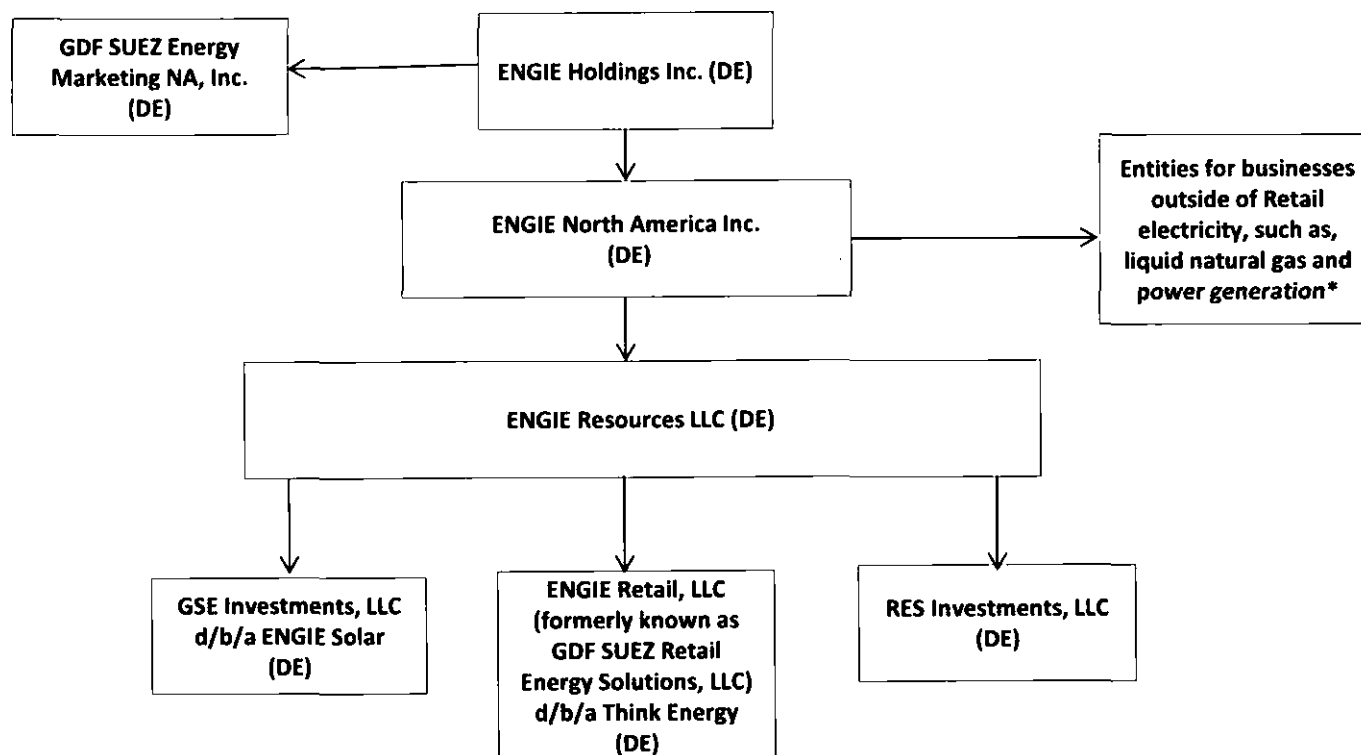 GDF SUEZ Energy
Marketing NA, Inc.
(DE)
ENGIE Holdings Inc. (DE)
Entities for businesses
outside of Retail
electricity, such as,
liquid natural gas and
power generation*
ENGIE North America Inc.
(DE)
ENGIE Resources LLC (DE)
GSE Investments, LLC
d/b/a ENGIE Solar
(DE)
ENGIE Retail, LLC
(formerly known as
GDF SUEZ Retail
Energy Solutions, LLC)
d/b/a Think Energy
(DE)
RES Investments, LLC
(DE)